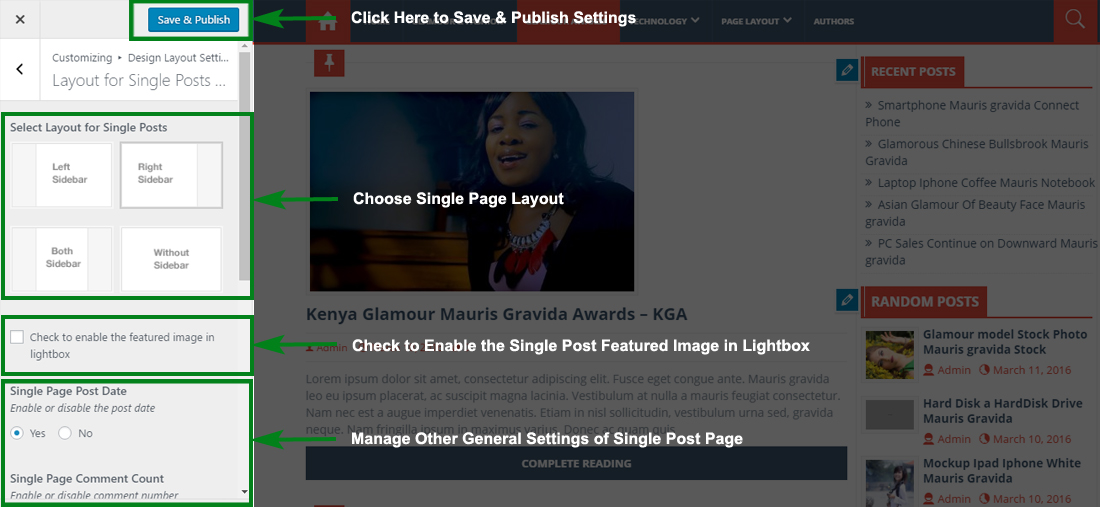 Save & Publish
Click Here to Save & Publish Settings
TECHNOLOGY
PAGE LAYOUT
AUTHORS
Customizing ▸ Design Layout Setti...
Layout for Single Posts ...
Select Layout for Single Posts
Left
Sidebar
Right
Sidebar
Both
Sidebar
Without
Sidebar
Choose Single Page Layout
Check to enable the featured image in
lightbox
Check to Enable the Single Post Featured Image in Lightbox
Single Page Post Date
Enable or disable the post date
Yes
No
Manage Other General Settings of Single Post Page
Single Page Comment Count
Enable or disable comment number
Kenya Glamour Mauris Gravida Awards – KGA
Admin
Lorem ipsum dolor sit amet, consectetur adipiscing elit. Fusce eget congue ante. Mauris gravida
leo eu ipsum placerat, ac suscipit magna lacinia. Vestibulum at nulla a mauris feugiat consectetur.
Nam nec est a augue imperdiet venenatis. Etiam in nisl sollicitudin, vestibulum urna sed, gravida
neque. Nam fringilla ipsum in maximus varius. Donec ac quam quis
COMPLETE READING
RECENT POSTS
» Smartphone Mauris gravida Connect
Phone
» Glamorous Chinese Bullsbrook Mauris
Gravida
» Laptop Iphone Coffee Mauris Notebook
» Asian Glamour Of Beauty Face Mauris
gravida
» PC Sales Continue on Downward Mauris
gravida
RANDOM POSTS
Glamour model Stock Photo
Mauris gravida Stock
Admin March 11, 2016
Hard Disk a HardDisk Drive
Mauris Gravida
Admin March 10, 2016
Mockup Ipad Iphone White
Mauris Gravida
Admin March 10, 2016